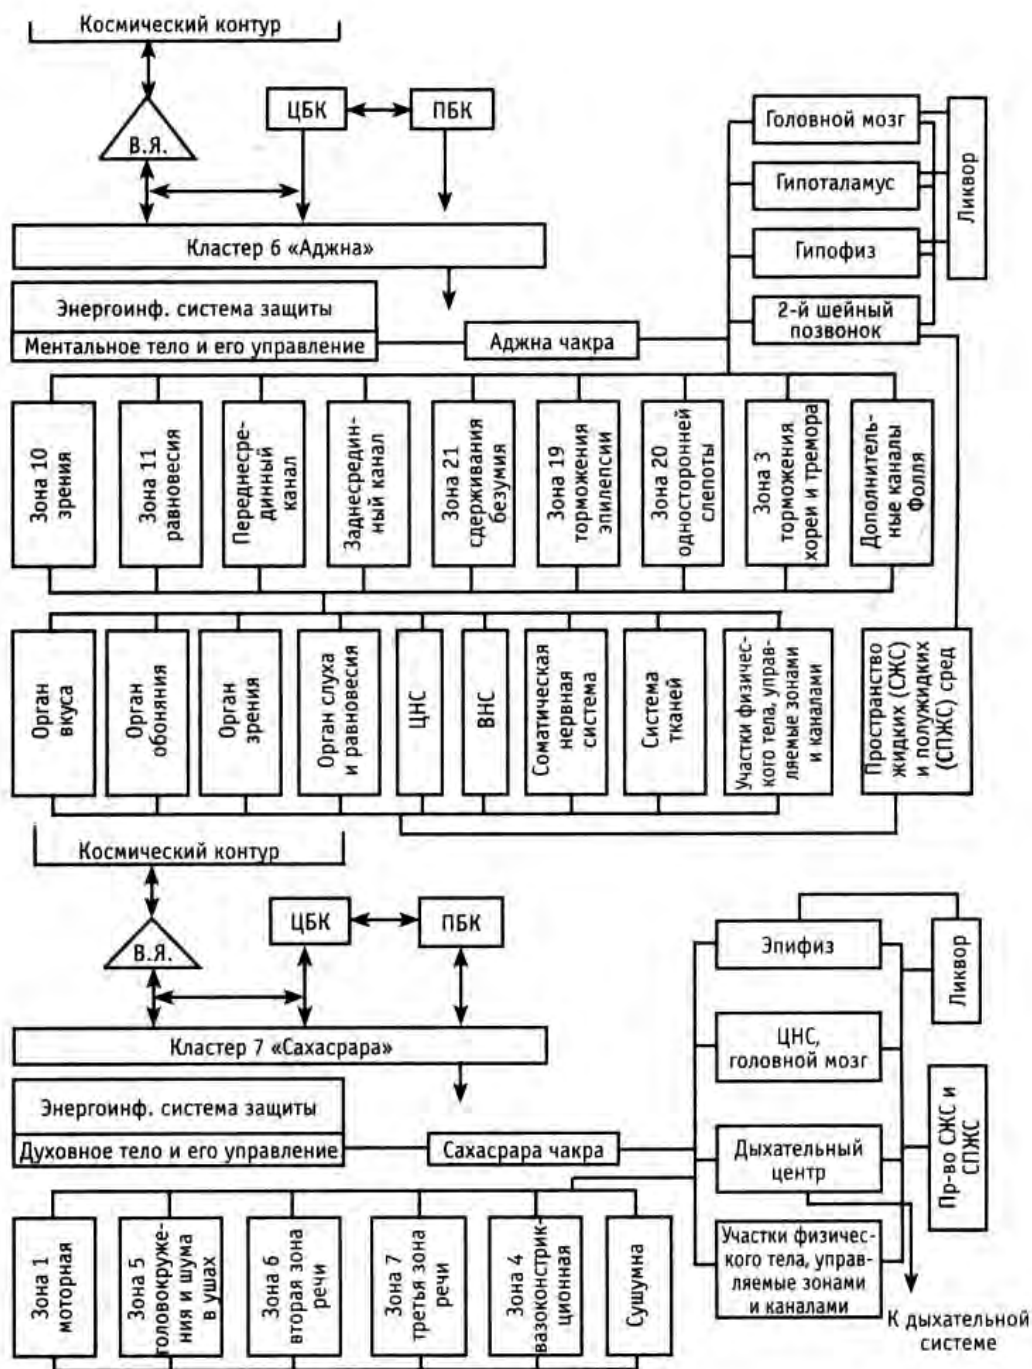 Космический контур
ЦБК
ПБК
В.Я.
Кластер 6 «Аджна»
Энергоинф. система защиты
Ментальное тело и его управление
Аджна чакра
Головной мозг
Гипоталамус
Гипофиз
2-й шейный
позвонок
Ликвор
Зона 10
зрения
Зона 11
равновесия
Переднесре-
динный
канал
Заднесредин-
ный канал
Зона 21
сдерживания
безумия
Зона 19
торможения
эпилепсии
Зона 20
односторонней
слепоты
Зона 3
торможения
хореи и тремора
Дополнитель-
ные каналы
Фолля
Орган
вкуса
Орган
обоняния
Орган
зрения
Орган слуха
и равновесия
ЦНС
ВНС
Соматическая
нервная
система
Система
тканей
Участки физичес-
кого тела, управ-
ляемые зонами
и каналами
Пространство
жидких (СЖС)
и полужидких
(СПЖС) сред
Космический контур
ЦБК
ПБК
В.Я.
Кластер 7 «Сахасрара»
Энергоинф. система защиты
Духовное тело и его управление
Сахасрара чакра
Эпифиз
ЦНС,
головной мозг
Дыхательный
центр
Участки физичес-
кого тела, управ-
ляемые зонами
и каналами
Ликвор
Пр-во СЖС и
СПЖС
К дыхательной
системе
Зона 1
моторная
Зона 5
головокруже-
ния и шума
в ушах
Зона 6
вторая зона
речи
Зона 7
третья зона
речи
Зона 4
вазоконстрик-
ционная
Сушумна